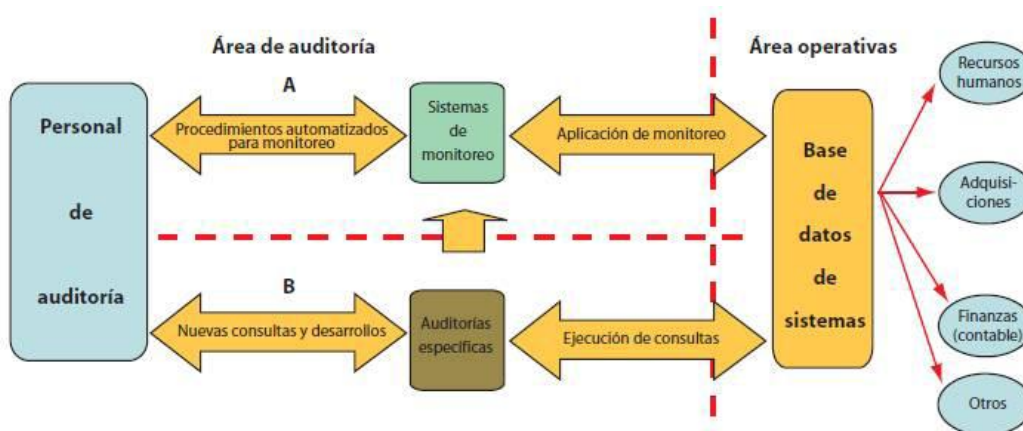 Área de auditoría
Área operativas
A
Personal
de
auditoría
Procedimientos automatizados
para monitoreo
Sistemas
de
monitoreo
Aplicación de monitoreo
Base
de
datos
de
sistemas
Recursos
humanos
Adquisi-
ciones
B
Nuevas consultas y desarrollos
Auditorías
específicas
Ejecución de consultas
Finanzas
(contable)
Otros